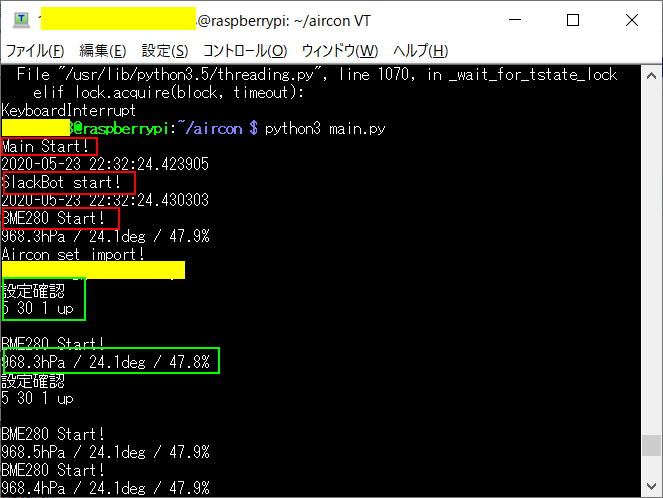 @raspberrypi: ~/aircon VT
ファイル(F) 編集(E) 設定(S) コントロール(O) ウィンドウ(W) ヘルプ(H)
File "/usr/lib/python3.5/threading.py", line 1070, in _wait_for_tstate_lock
elif lock.acquire(block, timeout):
KeyboardInterrupt
@raspberrypi:~/aircon $ python3 main.py
Main Start!
2020-05-23 22:32:24.423905
SlackBot start!
2020-05-23 22:32:24.430303
BME280 Start!
968.3hPa / 24.1deg / 47.9%
Aircon set import!
設定確認
5 30 1 up
BME280 Start!
968.3hPa / 24.1deg / 47.8%
設定確認
5 30 1 up
BME280 Start!
968.5hPa / 24.1deg / 47.9%
BME280 Start!
968.4hPa / 24.1deg / 47.9%